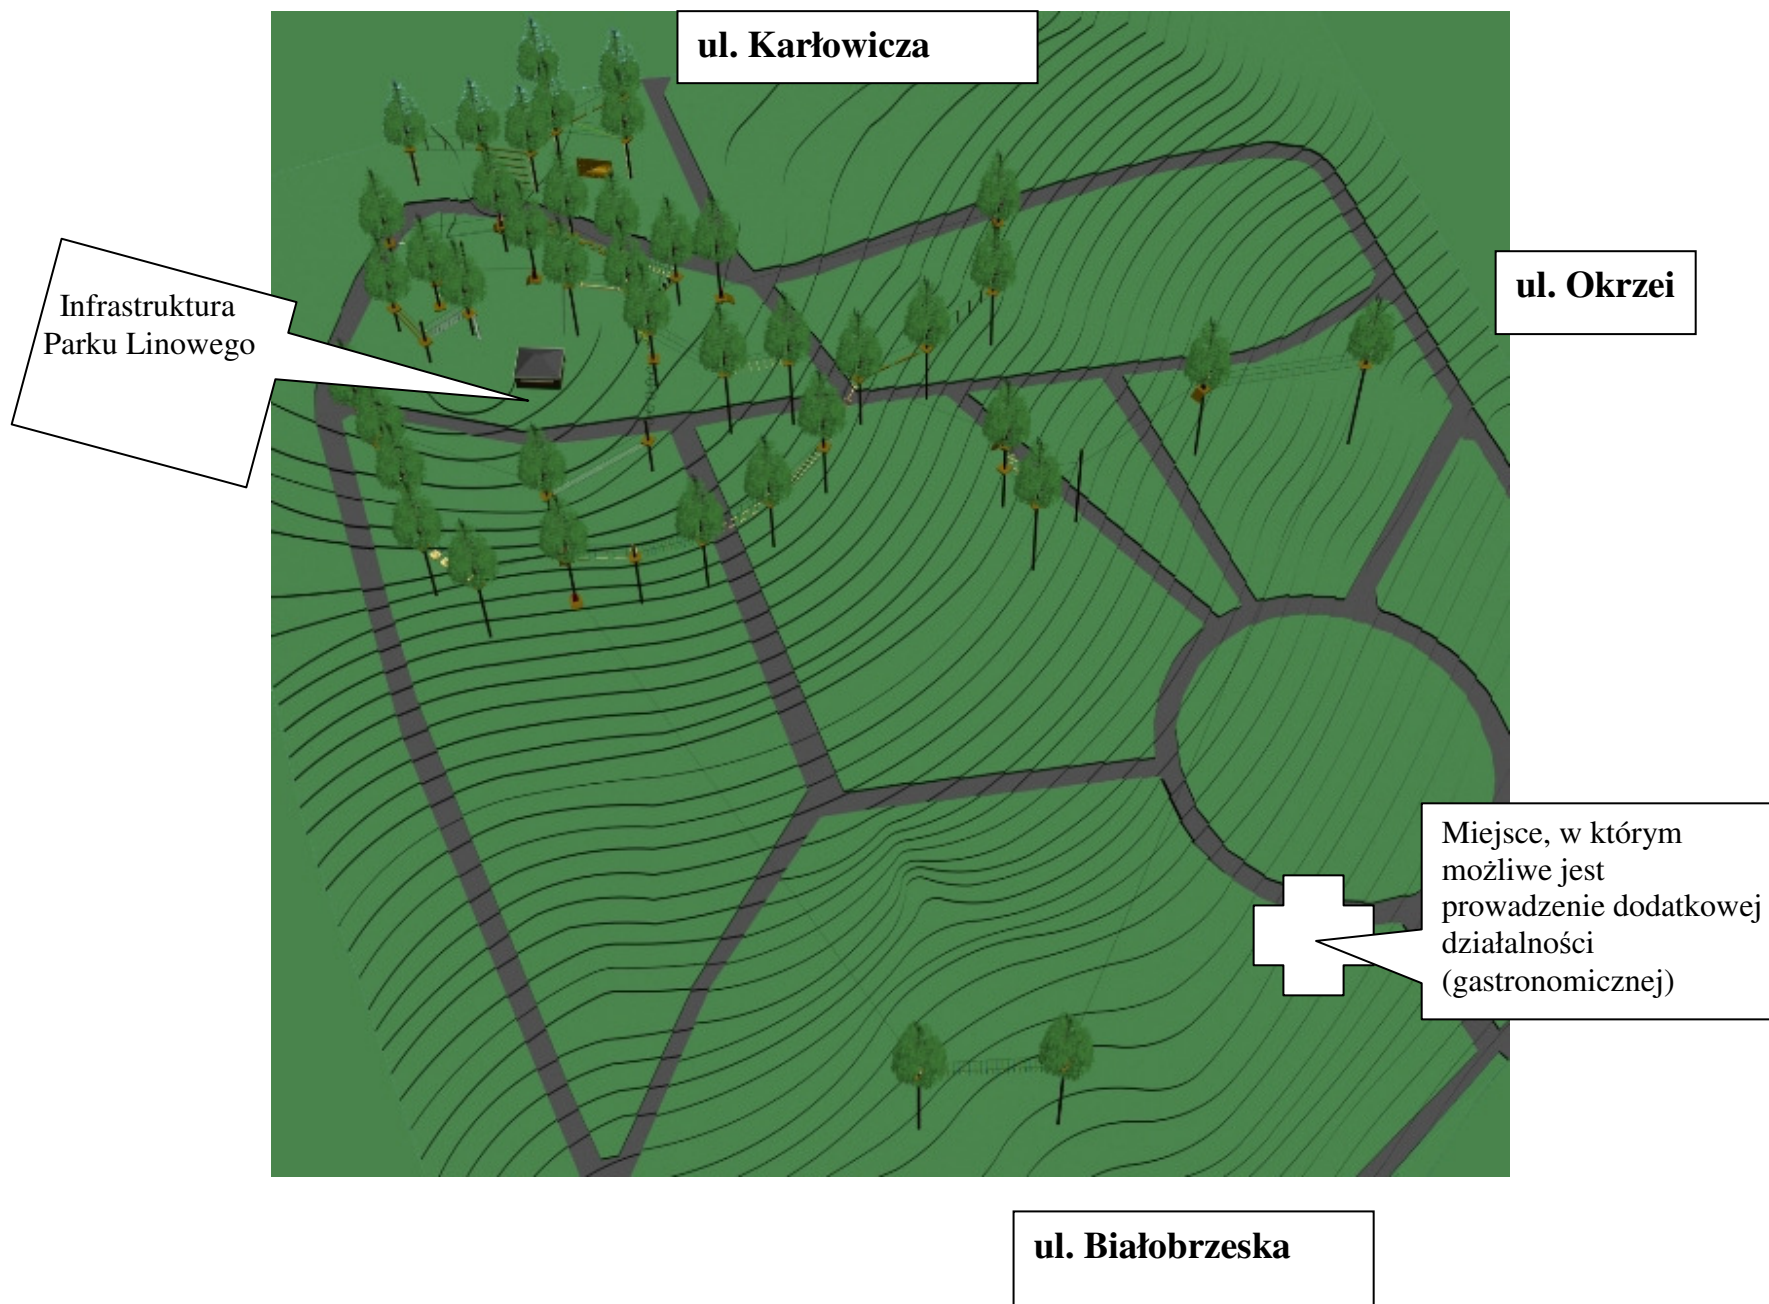 ul. Karłowicza
ul. Okrzei
Infrastruktura
Parku Linowego
Miejsce, w którym
możliwe jest
prowadzenie dodatkowej
działalności
(gastronomicznej)
ul. Białobrzeska